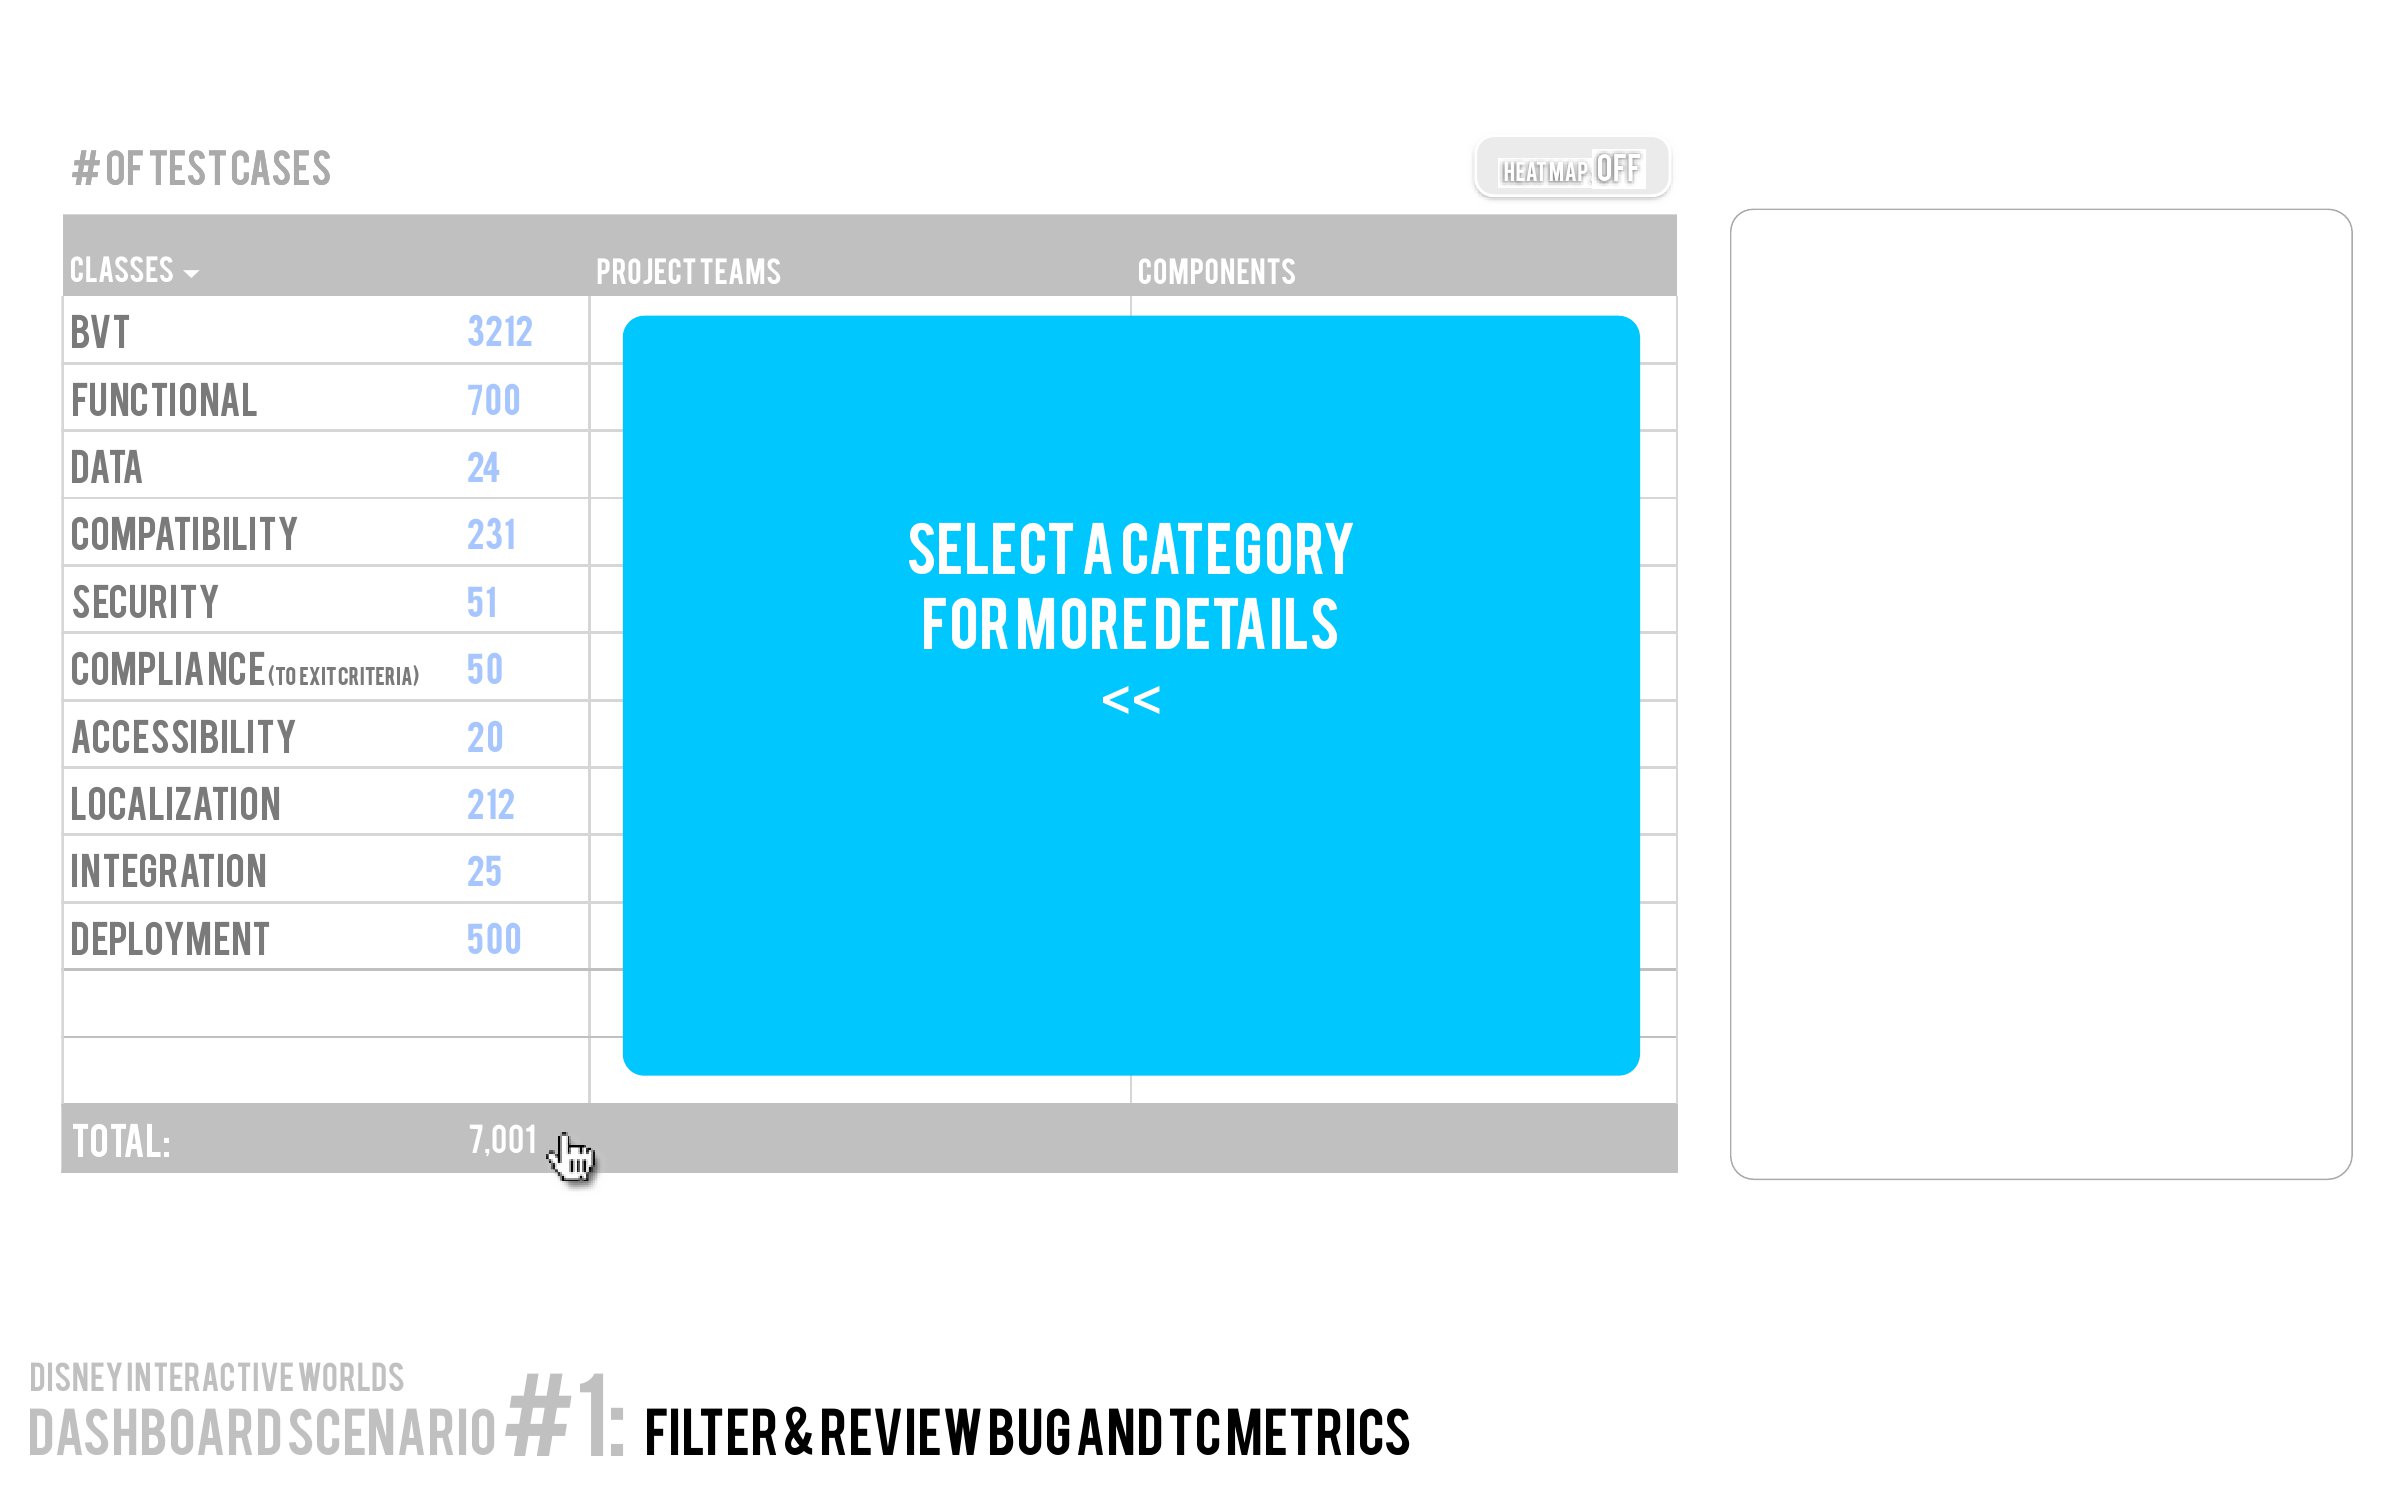 # OF TEST CASES
HEATMAP: OFF
CLASSES PROJECT TEAMS COMPONENTS
BVT 3212
FUNCTIONAL 700
DATA 24
COMPATIBILITY 231
SECURITY 51
COMPLIANCE (TO EXIT CRITERIA) 50
ACCESSIBILITY 20
LOCALIZATION 212
INTEGRATION 25
DEPLOYMENT 500
SELECT A CATEGORY
FOR MORE DETAILS
<<
TOTAL: 7,001
DISNEY INTERACTIVE WORLDS
DASHBOARD SCENARIO #1: FILTER & REVIEW BUG AND TC METRICS